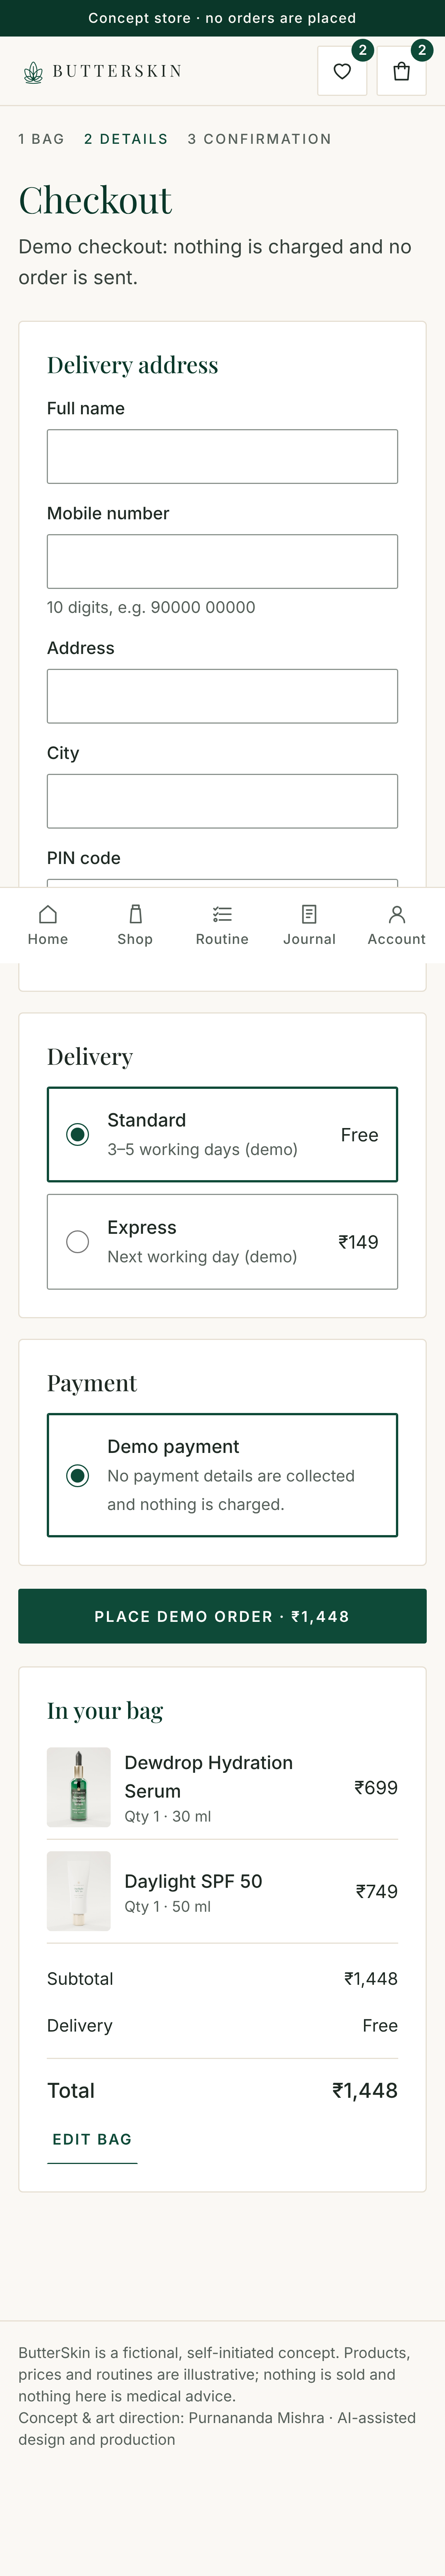 Concept store · no orders are placed
BUTTERSKIN
2
2
1 BAG 2 DETAILS 3 CONFIRMATION
Checkout
Demo checkout: nothing is charged and no
order is sent.
Delivery address
Full name
Mobile number
10 digits, e.g. 90000 00000
Address
City
PIN code
Home Shop Routine Journal Account
Delivery
Standard
3–5 working days (demo)
Free
Express
Next working day (demo)
₹149
Payment
Demo payment
No payment details are collected
and nothing is charged.
PLACE DEMO ORDER · ₹1,448
In your bag
Dewdrop Hydration
Serum
Qty 1 · 30 ml
₹699
Daylight SPF 50
Qty 1 · 50 ml
₹749
Subtotal ₹1,448
Delivery Free
Total ₹1,448
EDIT BAG
ButterSkin is a fictional, self-initiated concept. Products,
prices and routines are illustrative; nothing is sold and
nothing here is medical advice.
Concept & art direction: Purnananda Mishra · AI-assisted
design and production